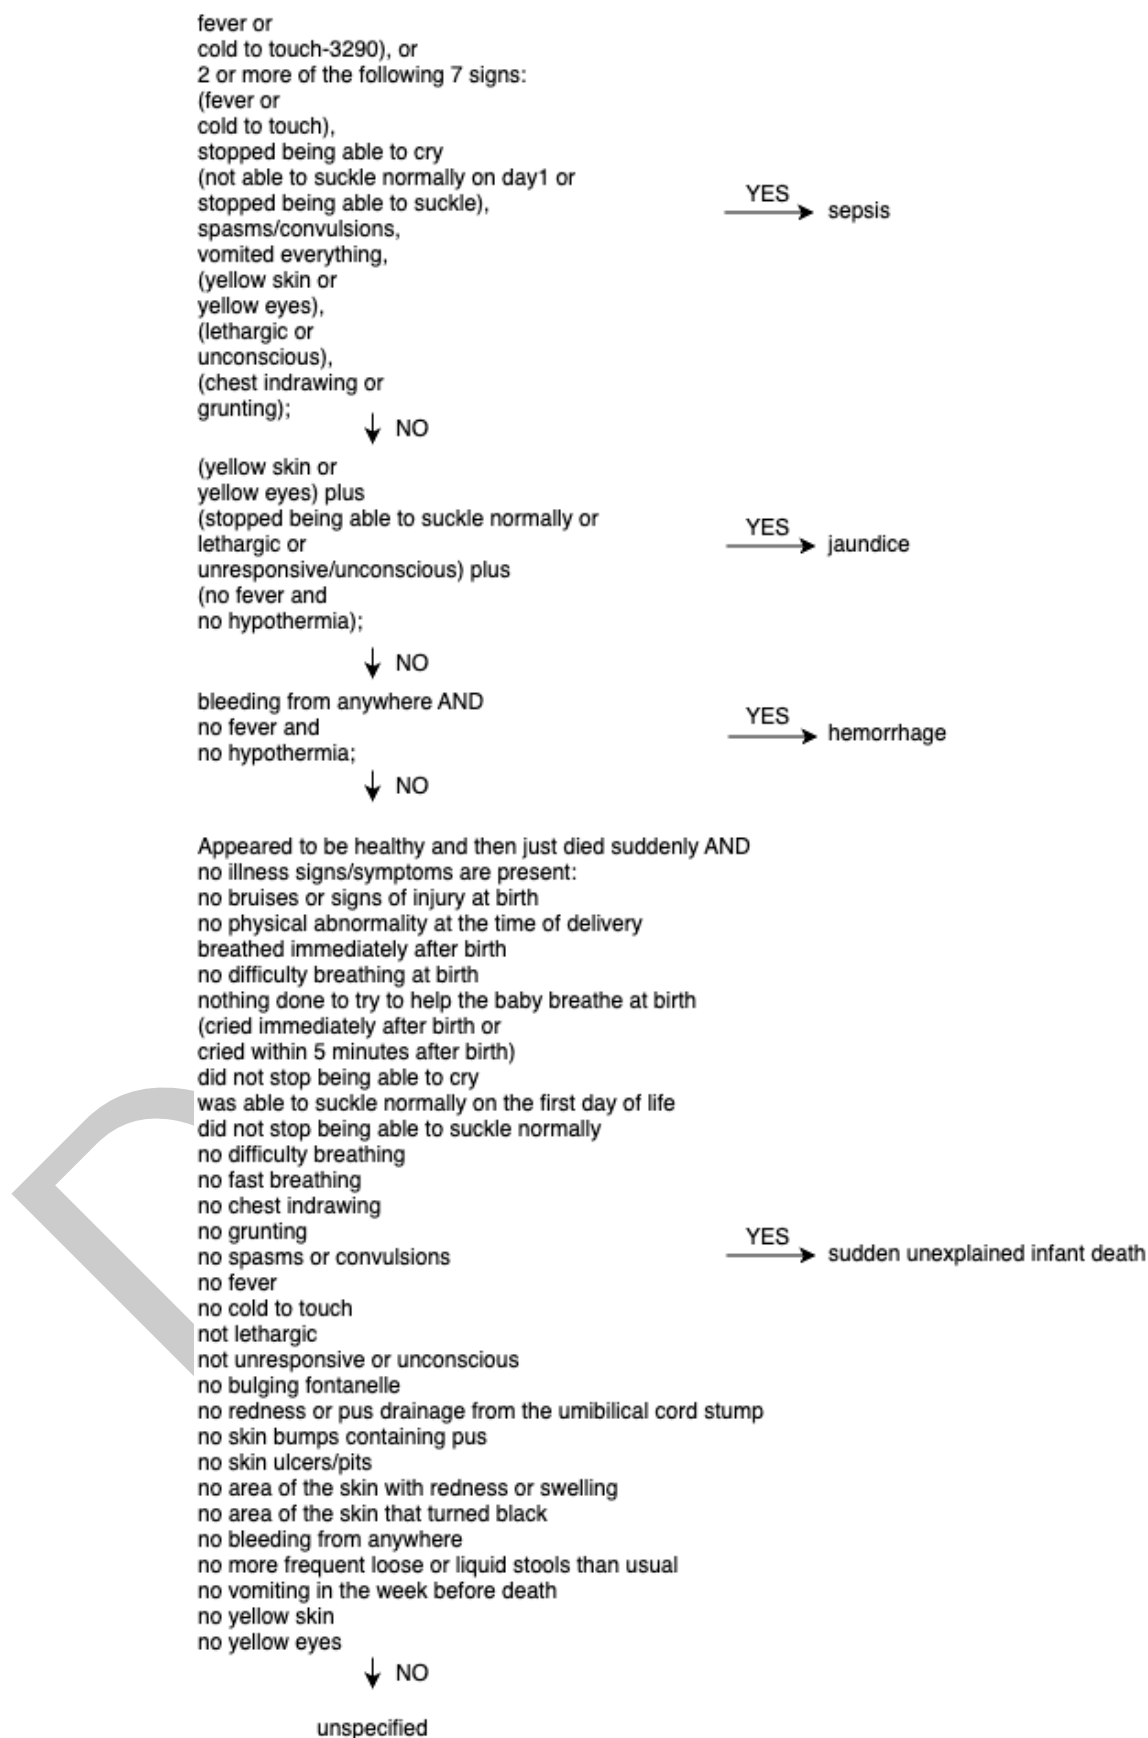 fever or
cold to touch-3290), or
2 or more of the following 7 signs:
(fever or
cold to touch),
stopped being able to cry
(not able to suckle normally on day1 or
stopped being able to suckle),
spasms/convulsions,
vomited everything,
(yellow skin or
yellow eyes),
(lethargic or
unconscious),
(chest indrawing or
grunting);
YES
sepsis
NO
(yellow skin or
yellow eyes) plus
(stopped being able to suckle normally or
lethargic or
unresponsive/unconscious) plus
(no fever and
no hypothermia);
YES
jaundice
NO
bleeding from anywhere AND
no fever and
no hypothermia;
YES
hemorrhage
NO
Appeared to be healthy and then just died suddenly AND
no illness signs/symptoms are present:
no bruises or signs of injury at birth
no physical abnormality at the time of delivery
breathed immediately after birth
no difficulty breathing at birth
nothing done to try to help the baby breathe at birth
(cried immediately after birth or
cried within 5 minutes after birth)
did not stop being able to cry
was able to suckle normally on the first day of life
did not stop being able to suckle normally
no difficulty breathing
no fast breathing
no chest indrawing
no grunting
no spasms or convulsions
no fever
no cold to touch
not lethargic
not unresponsive or unconscious
no bulging fontanelle
no redness or pus drainage from the umibilical cord stump
no skin bumps containing pus
no skin ulcers/pits
no area of the skin with redness or swelling
no area of the skin that turned black
no bleeding from anywhere
no more frequent loose or liquid stools than usual
no vomiting in the week before death
no yellow skin
no yellow eyes
YES
sudden unexplained infant death
NO
unspecified